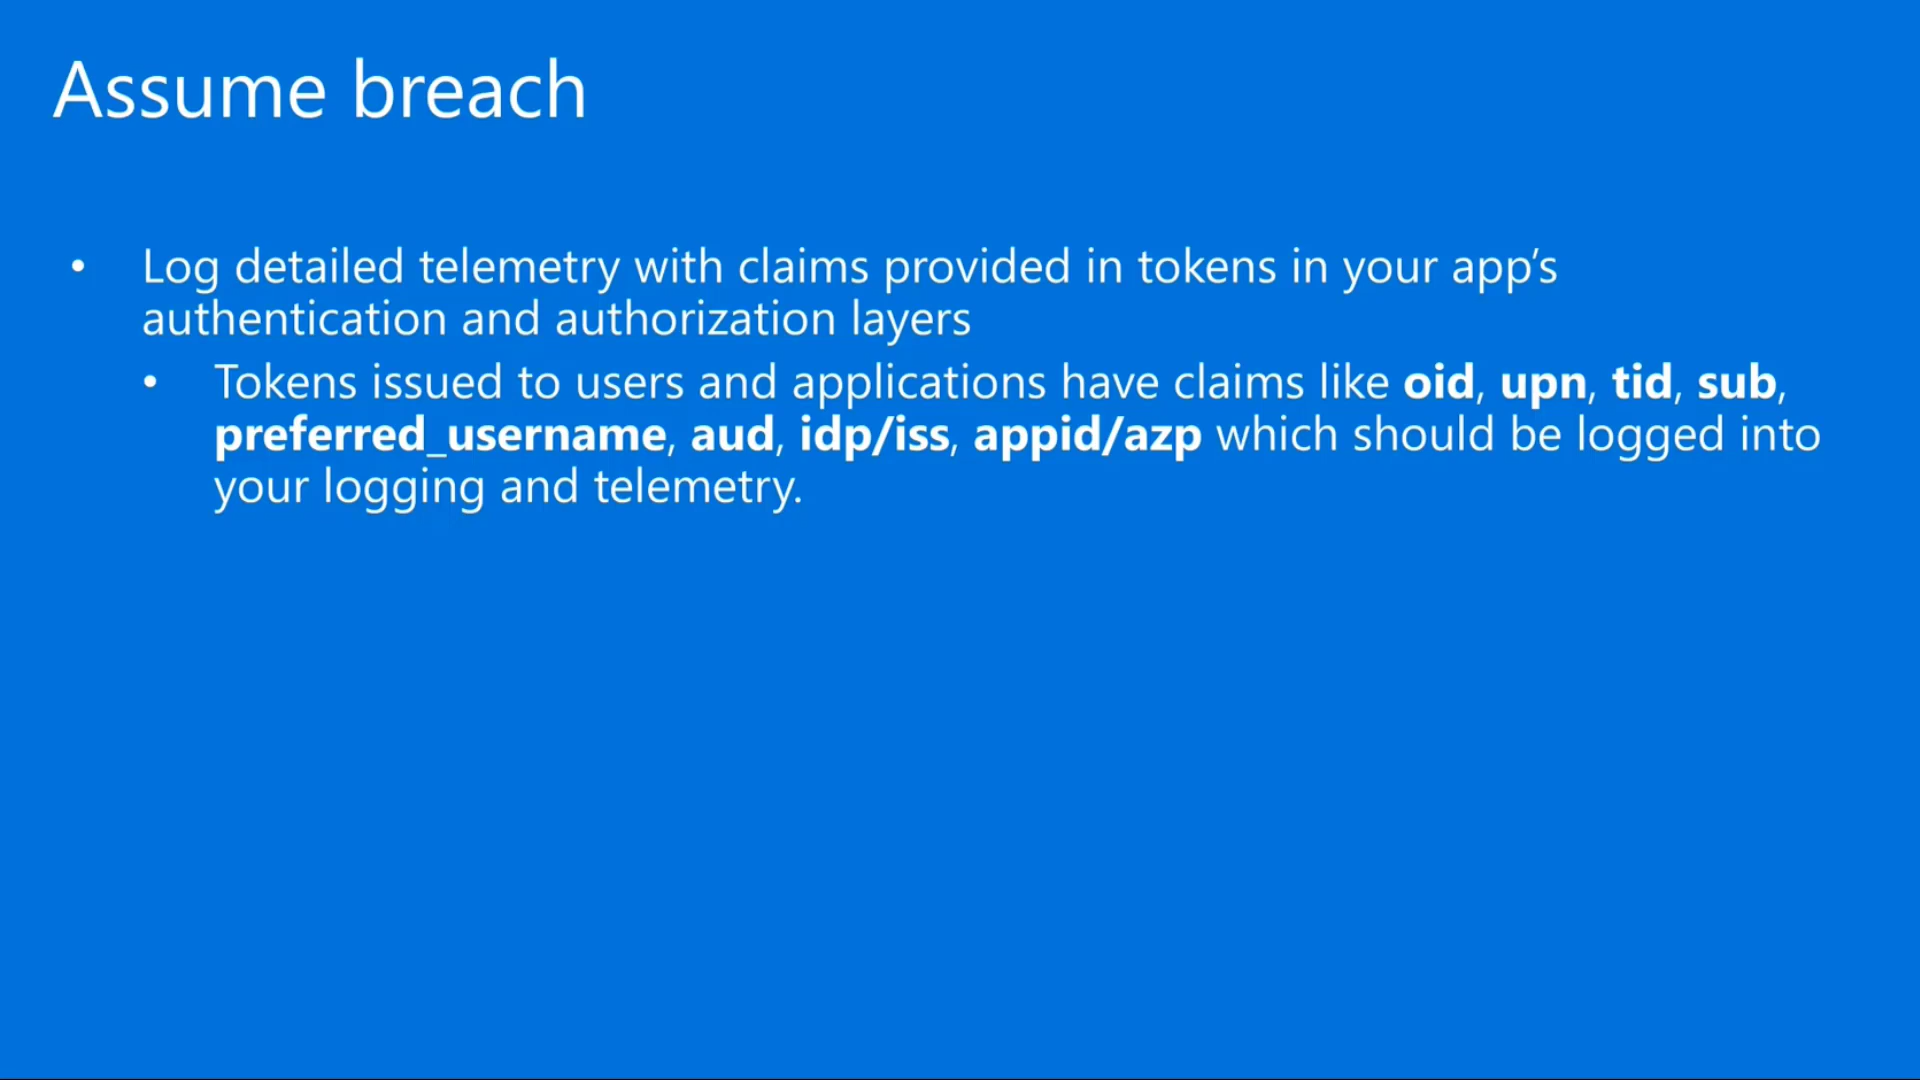 Assume breach
• Log detailed telemetry with claims provided in tokens in your app’s
authentication and authorization layers
• Tokens issued to users and applications have claims like oid, upn, tid, sub,
preferred_username, aud, idp/iss, appid/azp which should be logged into
your logging and telemetry.